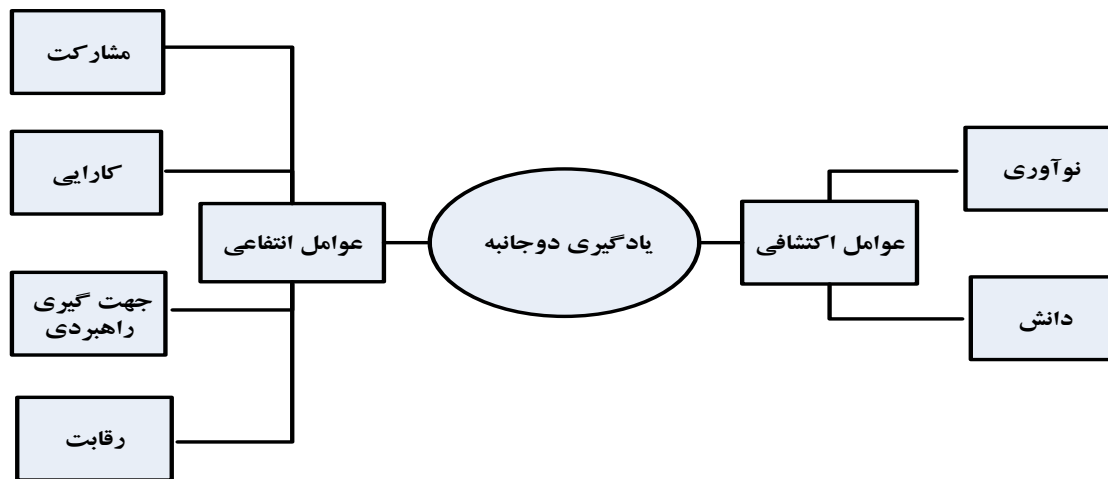 مشارکت
نوآوری
کارایی
عوامل اکتشافی
یادگیری دوجانبه
عوامل انتفاعی
جهت گیری
راهبردی
دانش
رقابت